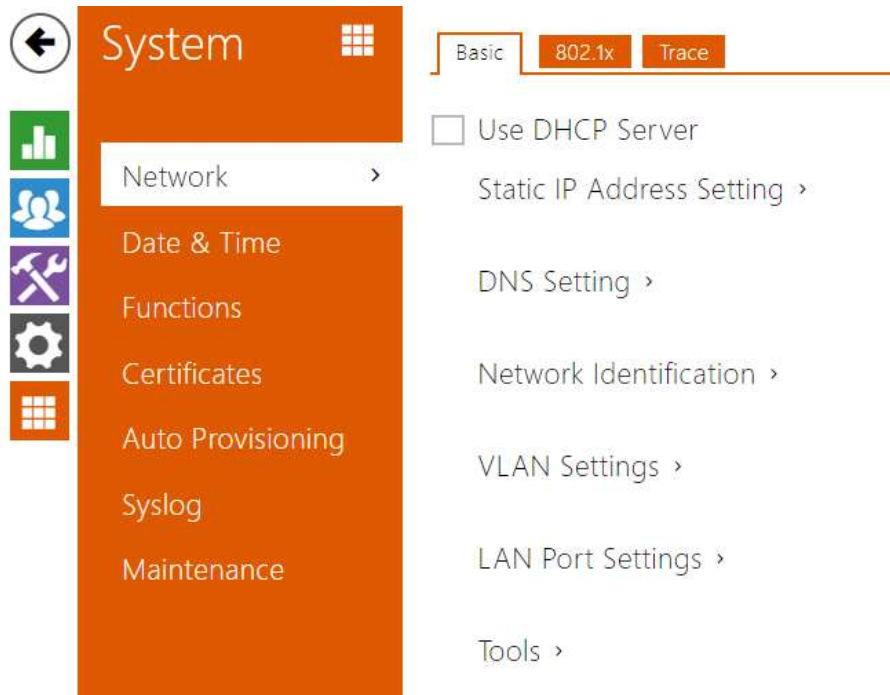 System
Network
Date & Time
Functions
Certificates
Auto Provisioning
Syslog
Maintenance
Basic 802.1x Trace
Use DHCP Server
Static IP Address Setting ›
DNS Setting ›
Network Identification ›
VLAN Settings ›
LAN Port Settings ›
Tools ›